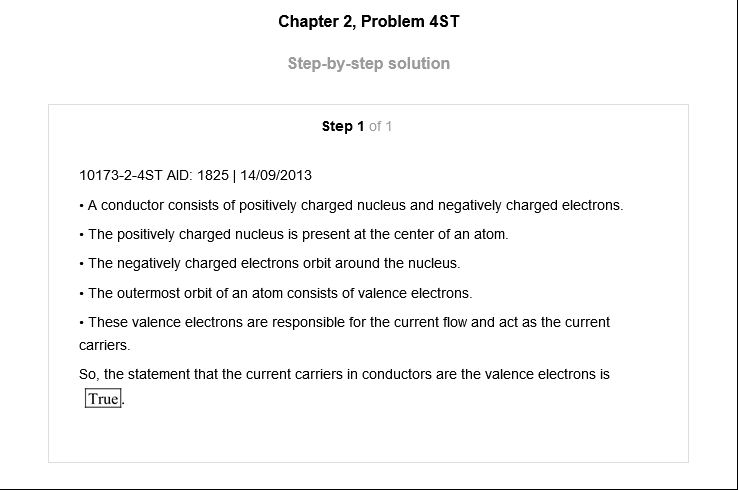 Chapter 2, Problem 4ST
Step-by-step solution
Step 1 of 1
10173-2-4ST AID: 1825 | 14/09/2013
• A conductor consists of positively charged nucleus and negatively charged electrons.
• The positively charged nucleus is present at the center of an atom.
• The negatively charged electrons orbit around the nucleus.
• The outermost orbit of an atom consists of valence electrons.
• These valence electrons are responsible for the current flow and act as the current
carriers.
So, the statement that the current carriers in conductors are the valence electrons is
True.